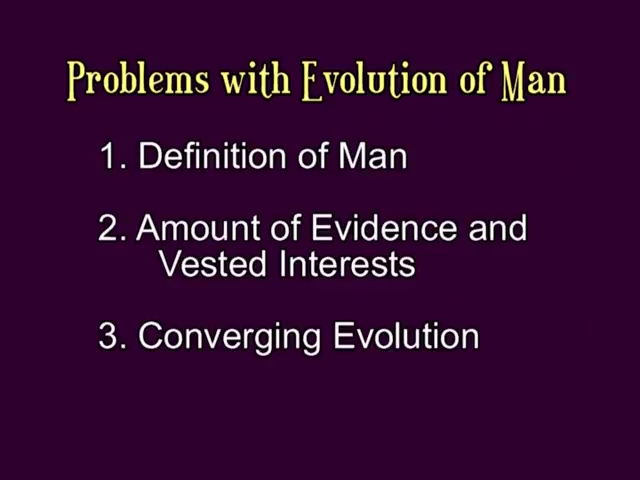 Problems with Evolution of Man
1. Definition of Man
2. Amount of Evidence and
Vested Interests
3. Converging Evolution